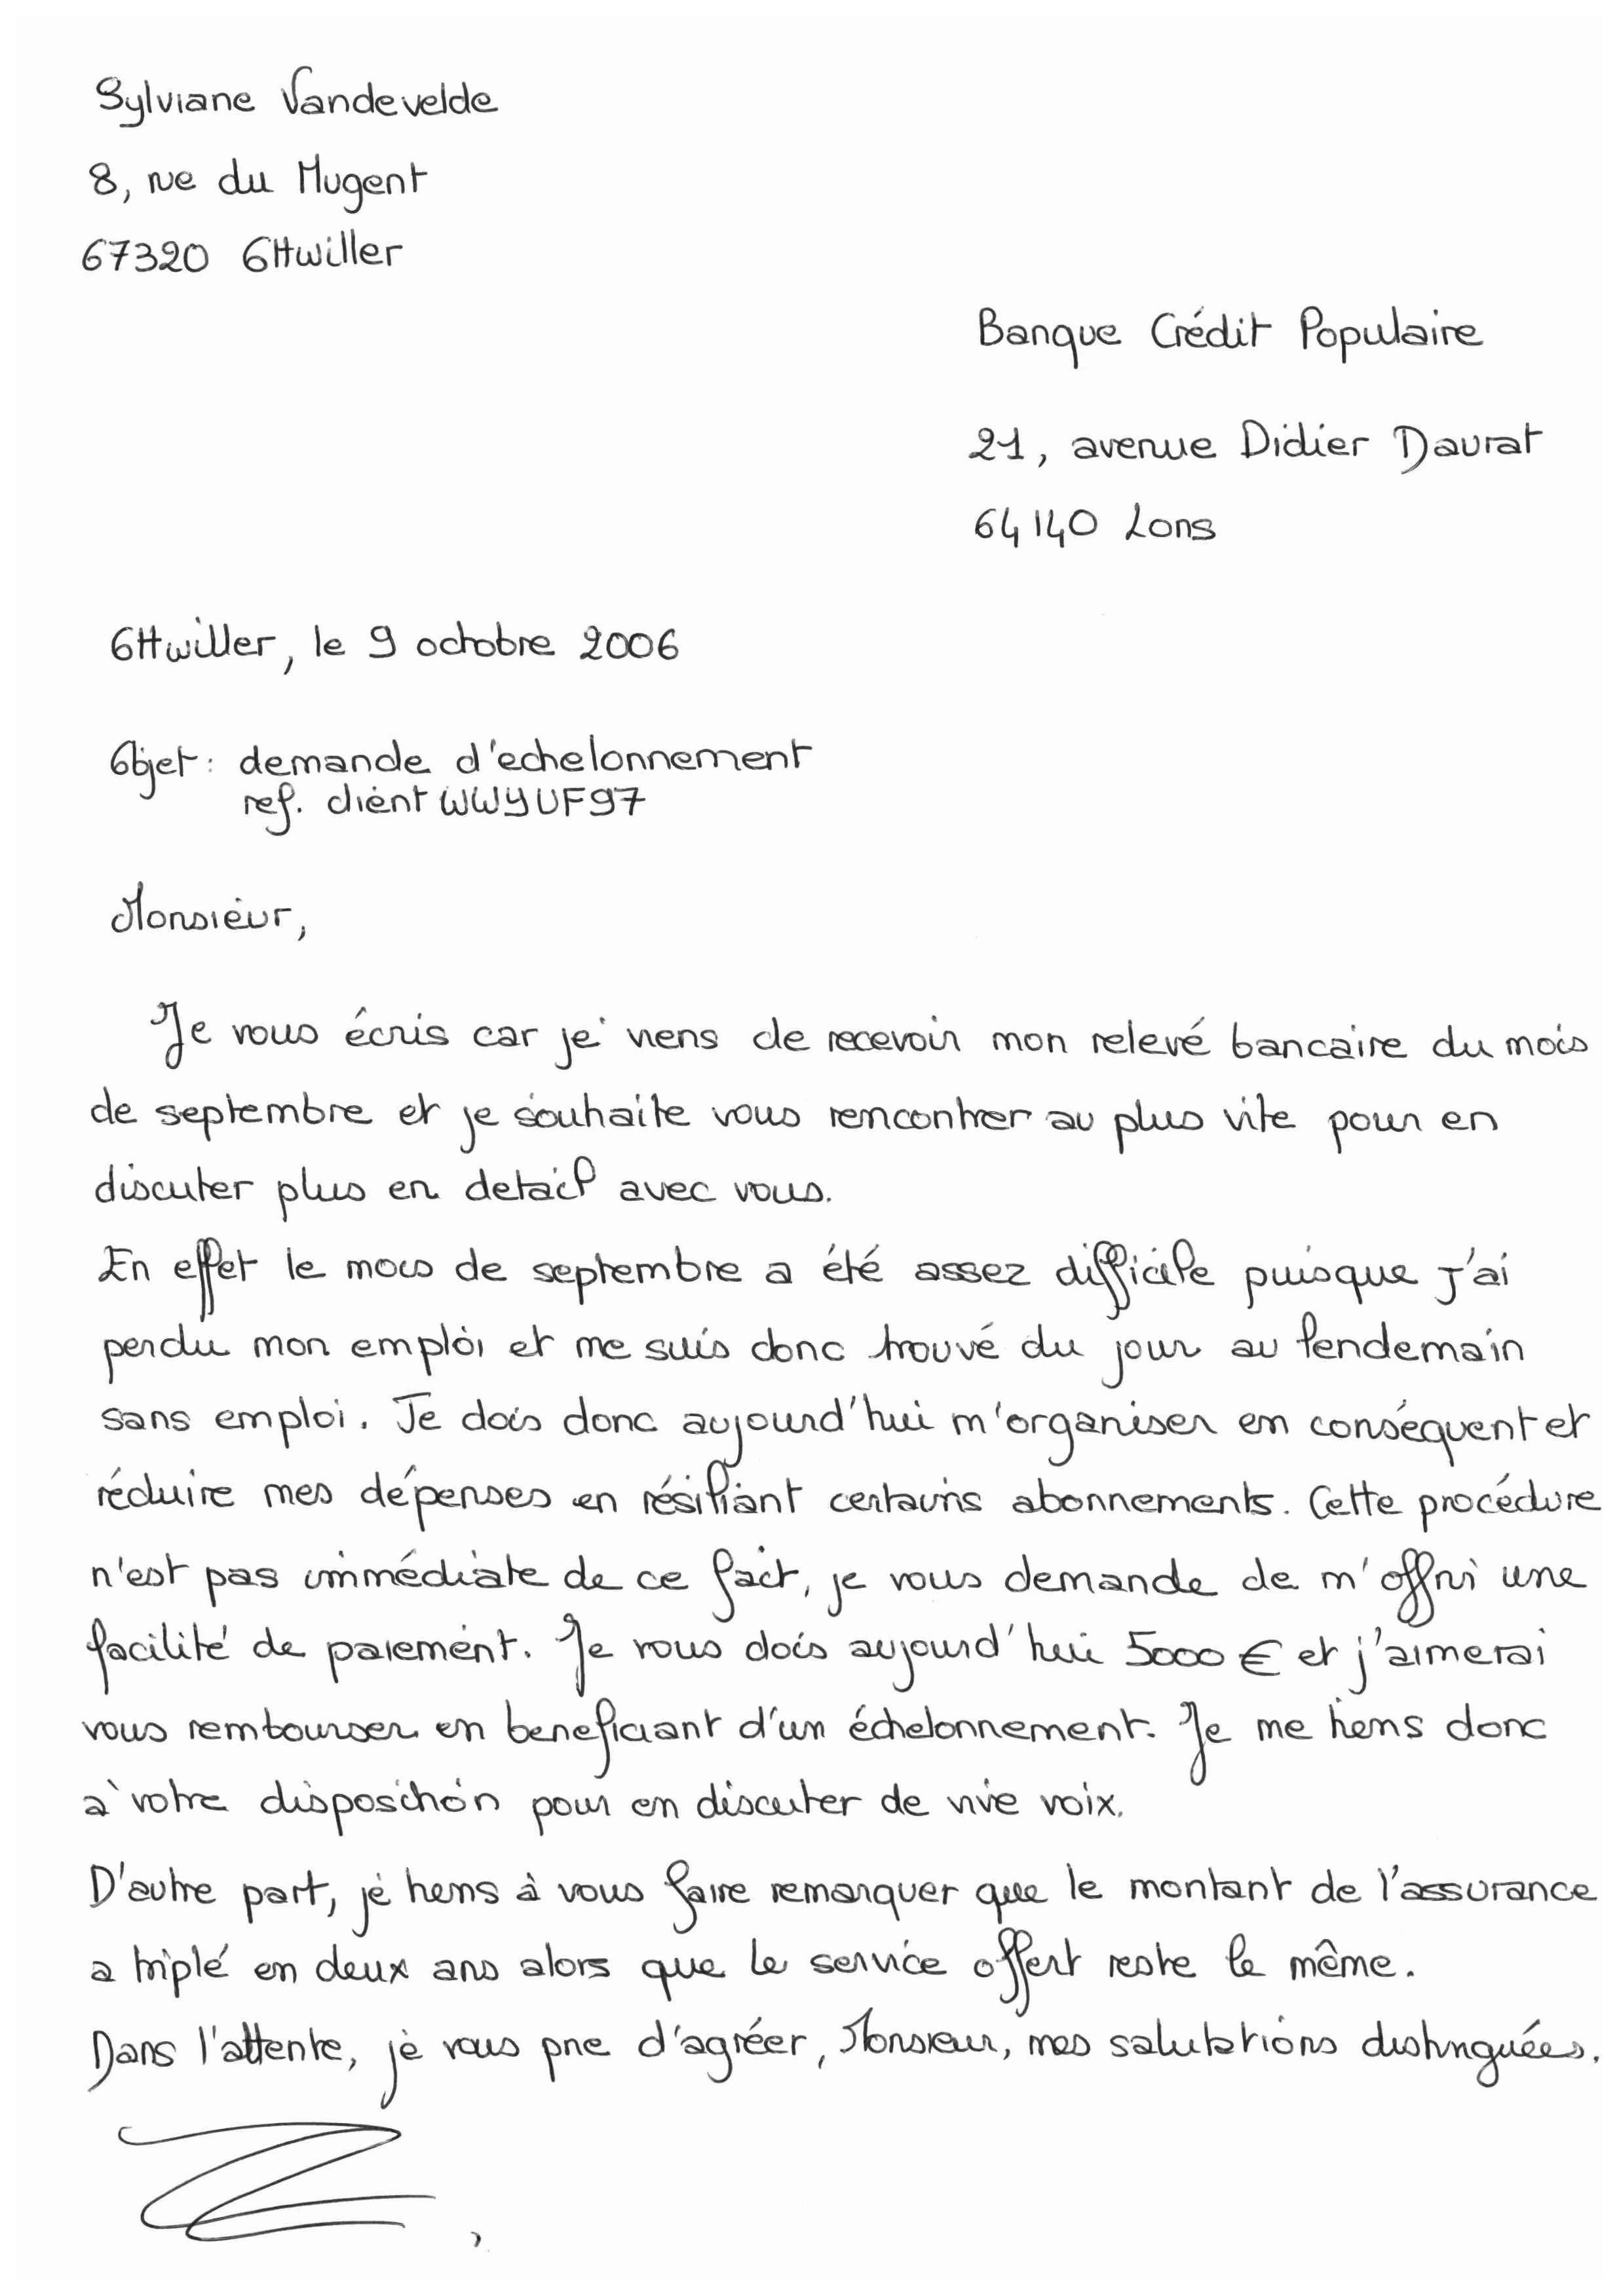 Sylviane Vandevelde
8, rue du Mugent
67320 Ottwiller
Banque Crédit Populaire
21, avenue Didier Daurat
64140 Lons
Ottwiller, le 9 octobre 2006
Objet : demande d'echelonnement
ref. client WWYUF97
Monsieur,
Je vous écris car je viens de recevoir mon relevé bancaire du mois
de septembre et je souhaite vous rencontrer au plus vite pour en
discuter plus en detail avec vous.
En effet le mois de septembre a été assez difficile puisque j'ai
perdu mon emploi et me suis donc trouvé du jour au lendemain
sans emploi. Je dois donc aujourd'hui m'organiser en conséquent et
réduire mes dépenses en résiliant certains abonnements. Cette procédure
n'est pas immédiate de ce fait, je vous demande de m'offrir une
facilité de paiement. Je vous dois aujourd'hui 5000 € et j'aimerai
vous rembourser en beneficiant d'un échelonnement. Je me tiens donc
à votre disposition pour en discuter de vive voix.
D'autre part, je tiens à vous faire remarquer que le montant de l'assurance
a triplé en deux ans alors que le service offert reste le même.
Dans l'attente, je vous prie d'agréer, Monsieur, mes salutations distinguées.